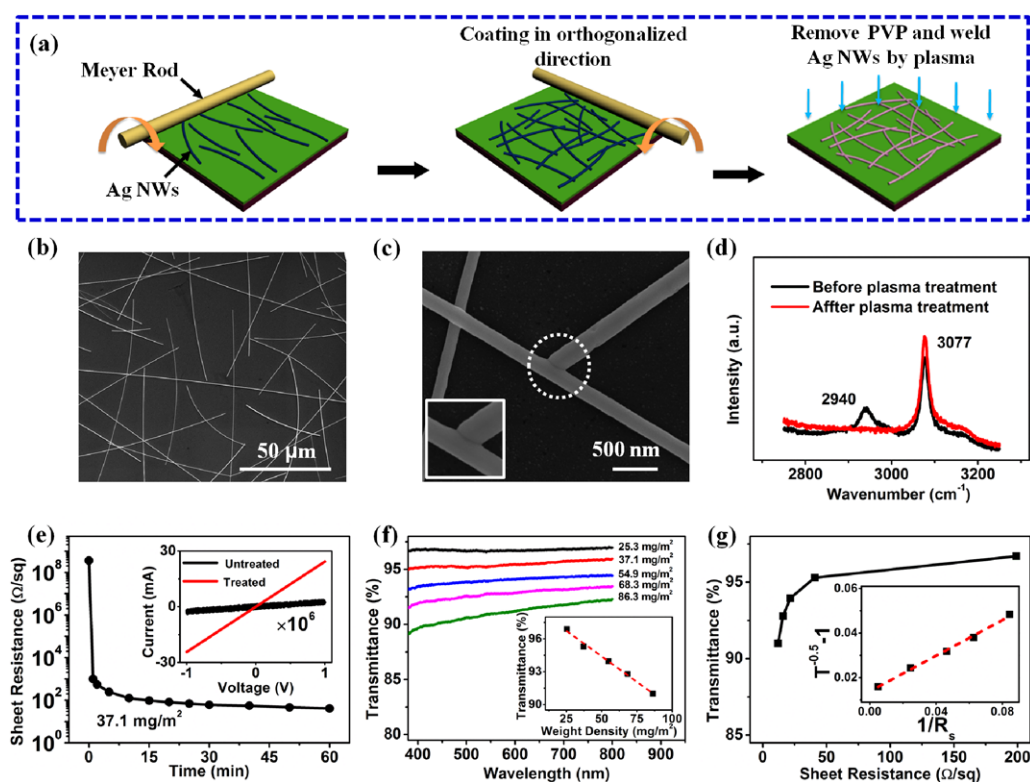 (a)
Meyer Rod
Ag NWs
Coating in orthogonalized
direction
Remove PVP and weld
Ag NWs by plasma
(b)
50 μm
(c)
500 nm
(d)
Before plasma treatment
Affter plasma treatment
3077
2940
Intensity (a.u.)
2800 3000 3200
Wavenumber (cm⁻¹)
(e)
Sheet Resistance (Ω/sq)
10⁸
10⁶
10⁴
10²
10⁰
0 15 30 45 60
Time (min)
37.1 mg/m²
Untreated
Treated
Current (mA)
30
0
-30
×10⁶
-1 0 1
Voltage (V)
(f)
Transmittance (%)
100
95
90
85
80
400 500 600 700 800 900
Wavelength (nm)
25.3 mg/m²
37.1 mg/m²
54.9 mg/m²
68.3 mg/m²
86.3 mg/m²
Transmittance (%)
96
93
90
25 50 75 100
Weight Density (mg/m²)
(g)
Transmittance (%)
95
90
85
0 50 100 150 200
Sheet Resistance (Ω/sq)
T⁻⁰·⁵-1
0.06
0.04
0.02
0.00 0.04 0.08
1/Rₛ